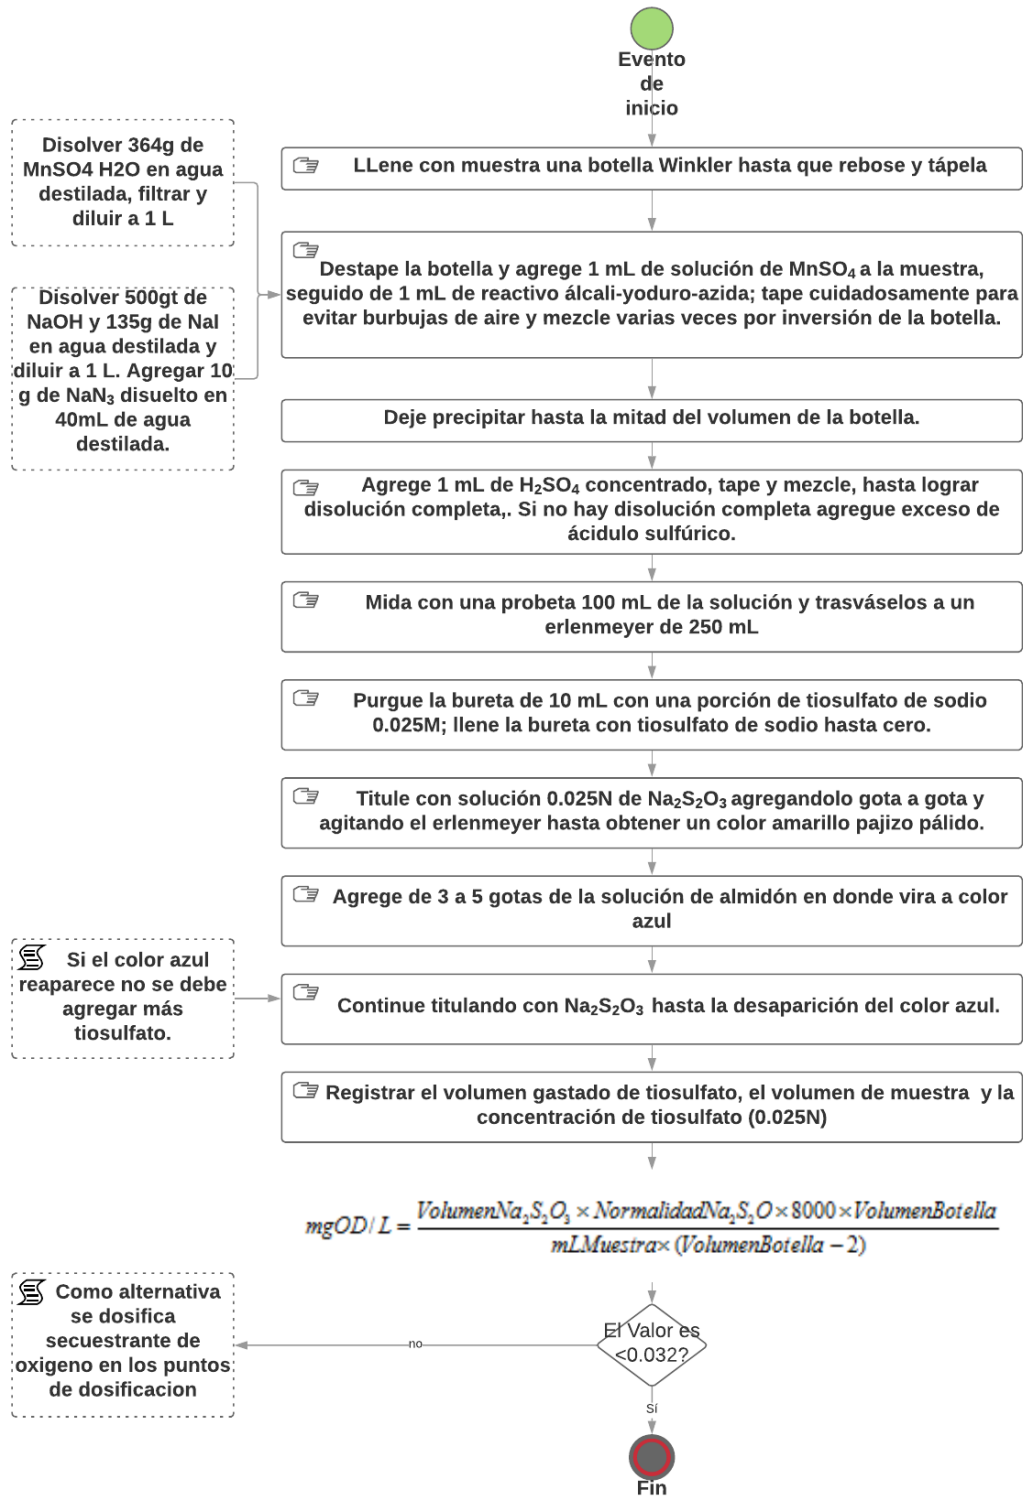 Evento
de
inicio
Disolver 364g de
MnSO4 H2O en agua
destilada, filtrar y
diluir a 1 L
LLene con muestra una botella Winkler hasta que rebose y tápela
Disolver 500gt de
NaOH y 135g de NaI
en agua destilada y
diluir a 1 L. Agregar 10
g de NaN₃ disuelto en
40mL de agua
destilada.
Destape la botella y agrege 1 mL de solución de MnSO₄ a la muestra,
seguido de 1 mL de reactivo álcali-yoduro-azida; tape cuidadosamente para
evitar burbujas de aire y mezcle varias veces por inversión de la botella.
Deje precipitar hasta la mitad del volumen de la botella.
Agrege 1 mL de H₂SO₄ concentrado, tape y mezcle, hasta lograr
disolución completa,. Si no hay disolución completa agregue exceso de
ácidulo sulfúrico.
Mida con una probeta 100 mL de la solución y trasváselos a un
erlenmeyer de 250 mL
Purgue la bureta de 10 mL con una porción de tiosulfato de sodio
0.025M; llene la bureta con tiosulfato de sodio hasta cero.
Titule con solución 0.025N de Na₂S₂O₃ agregandolo gota a gota y
agitando el erlenmeyer hasta obtener un color amarillo pajizo pálido.
Agrege de 3 a 5 gotas de la solución de almidón en donde vira a color
azul
Si el color azul
reaparece no se debe
agregar más
tiosulfato.
Continue titulando con Na₂S₂O₃ hasta la desaparición del color azul.
Registrar el volumen gastado de tiosulfato, el volumen de muestra y la
concentración de tiosulfato (0.025N)
mgOD/L = VolumenNa₂S₂O₃ × NormalidadNa₂S₂O × 8000 × VolumenBotella
mLMuestra × (VolumenBotella − 2)
Como alternativa
se dosifica
secuestrante de
oxigeno en los puntos
de dosificacion
no
El Valor es
<0.032?
Sí
Fin